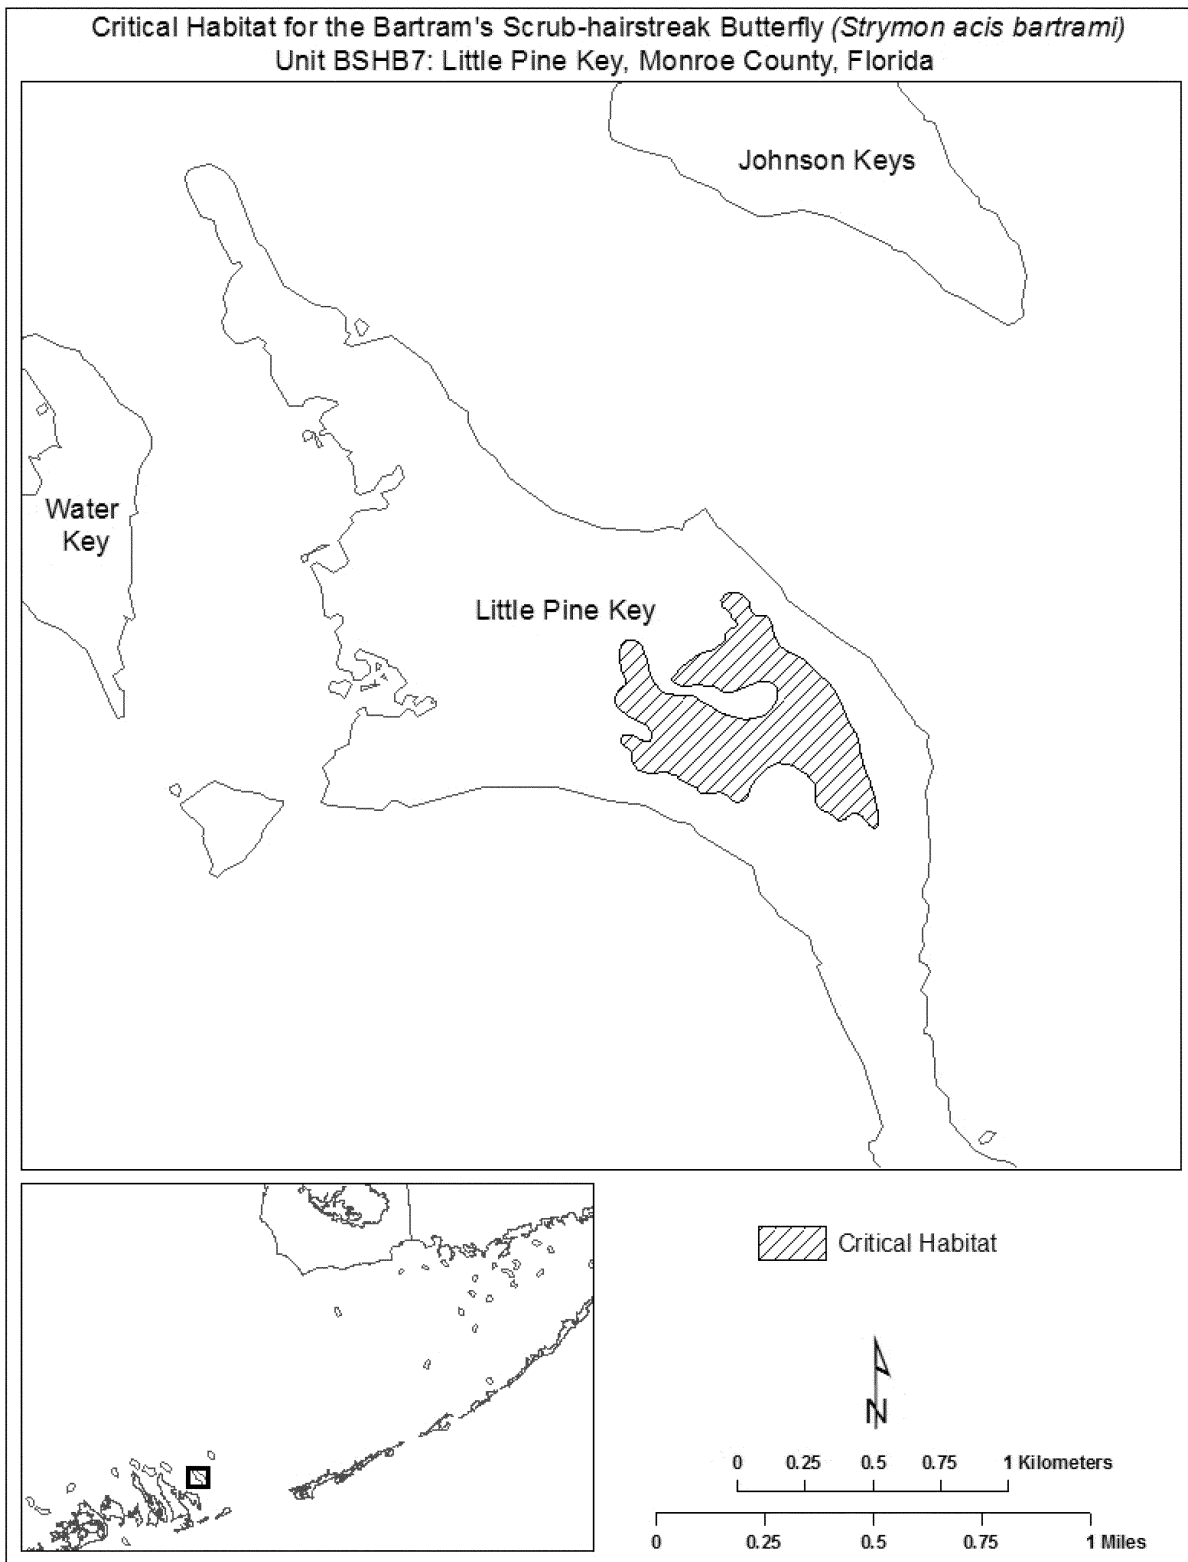 Critical Habitat for the Bartram's Scrub-hairstreak Butterfly (Strymon acis bartrami)
Unit BSHB7: Little Pine Key, Monroe County, Florida
Johnson Keys
Water
Key
Little Pine Key
Critical Habitat
N
0 0.25 0.5 0.75 1 Kilometers
0 0.25 0.5 0.75 1 Miles